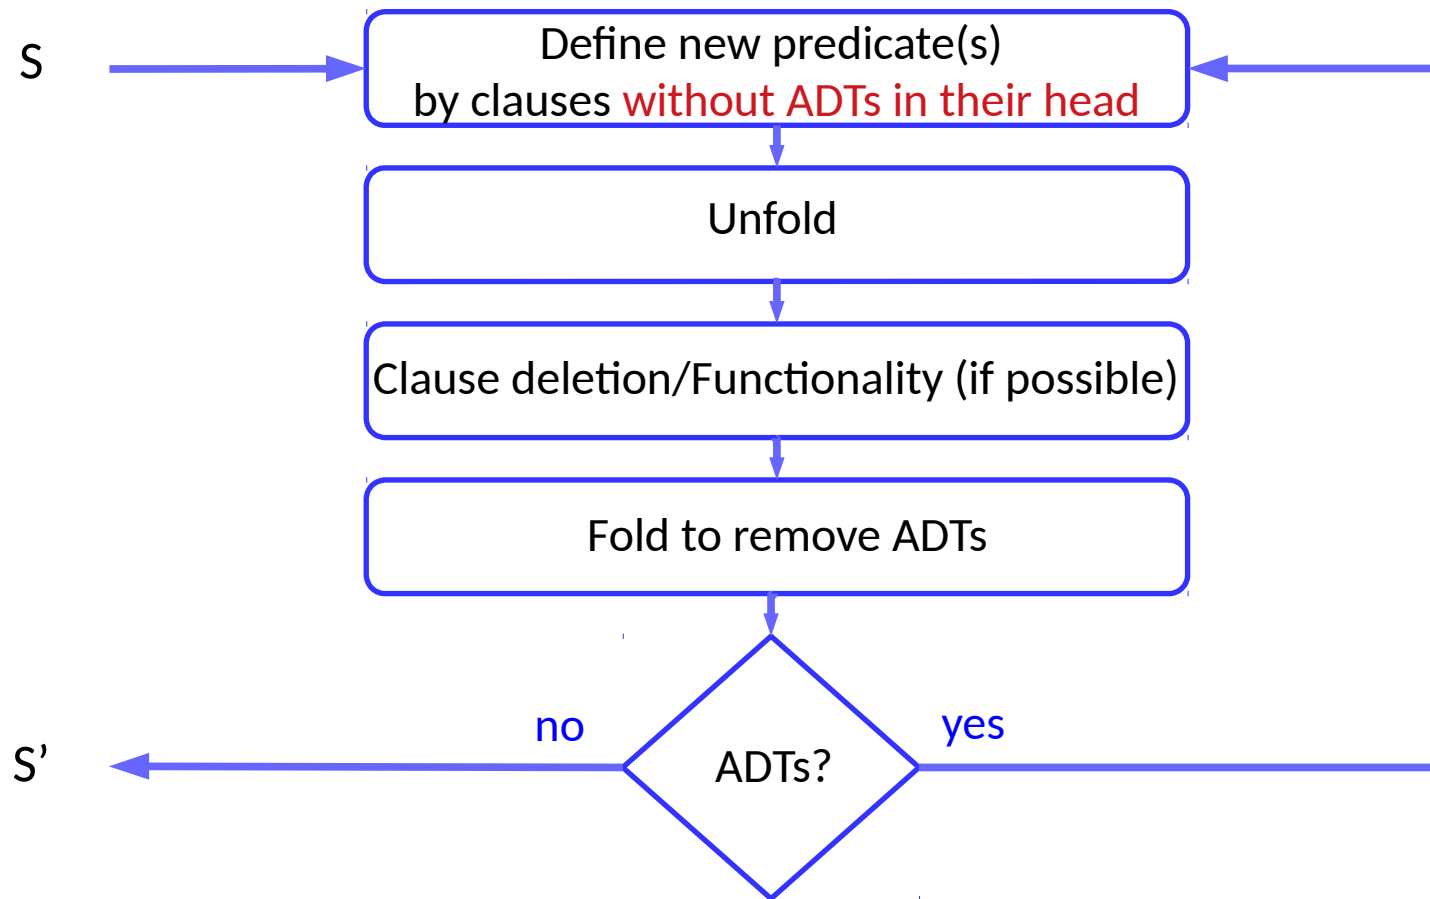 S
Define new predicate(s)
by clauses without ADTs in their head
Unfold
Clause deletion/Functionality (if possible)
Fold to remove ADTs
no
yes
S’
ADTs?